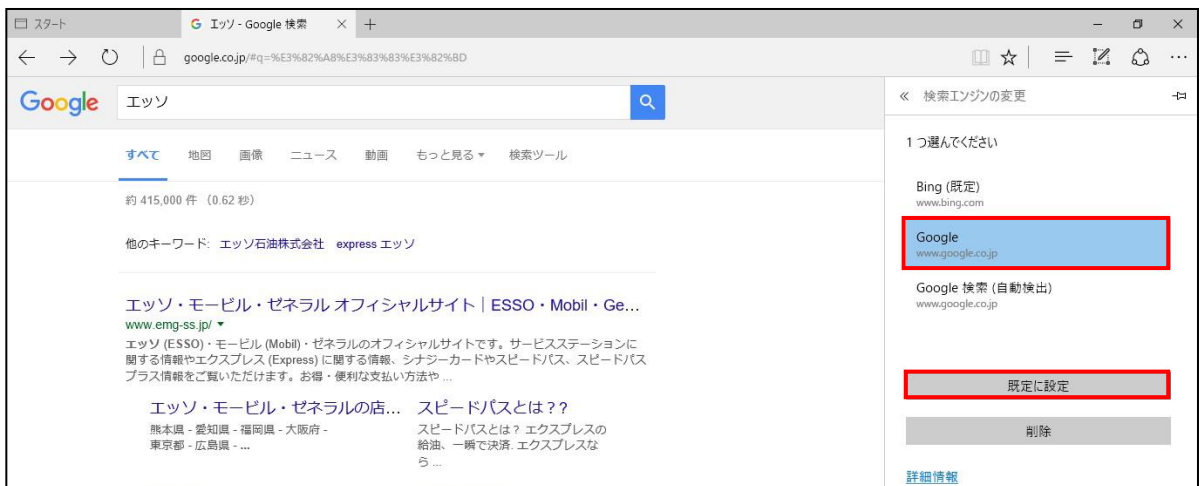 スタート
エッソ - Google 検索
google.co.jp/#q=%E3%82%A8%E3%83%83%E3%82%BD
Google
エッソ
すべて 地図 画像 ニュース 動画 もっと見る 検索ツール
約 415,000 件 (0.62 秒)
他のキーワード: エッソ石油株式会社 express エッソ
エッソ・モービル・ゼネラル オフィシャルサイト｜ESSO・Mobil・Ge...
www.emg-ss.jp/
エッソ (ESSO)・モービル (Mobil)・ゼネラルのオフィシャルサイトです。サービスステーションに
関する情報やエクスプレス (Express) に関する情報、シナジーカードやスピードパス、スピードパス
プラス情報をご覧いただけます。お得・便利な支払い方法や ...
エッソ・モービル・ゼネラルの店...
熊本県 - 愛知県 - 福岡県 - 大阪府 -
東京都 - 広島県 - ...
スピードパスとは??
スピードパスとは? エクスプレスの
給油、一瞬で決済. エクスプレスな
ら ...
検索エンジンの変更
1 つ選んでください
Bing (既定)
www.bing.com
Google
www.google.co.jp
Google 検索 (自動検出)
www.google.co.jp
既定に設定
削除
詳細情報